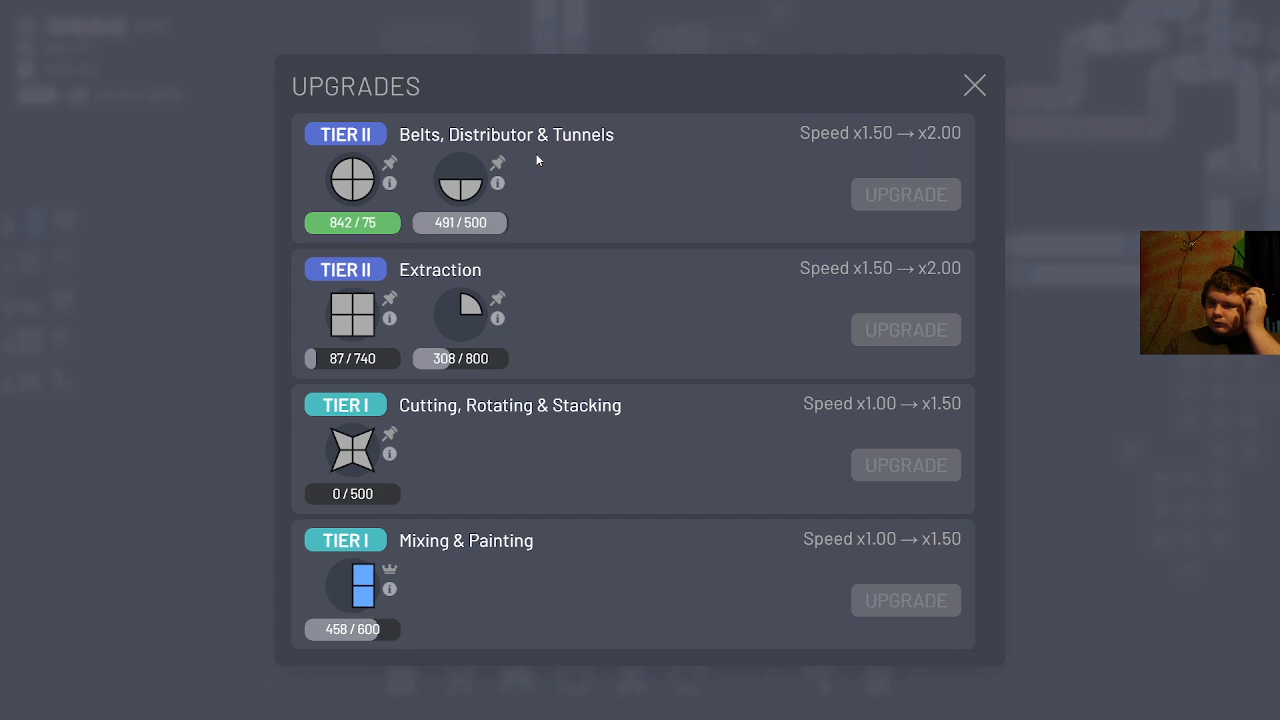 UPGRADES
TIER II Belts, Distributor & Tunnels Speed x1.50 → x2.00
842 / 75 491 / 500 UPGRADE
TIER II Extraction Speed x1.50 → x2.00
87 / 740 308 / 800 UPGRADE
TIER I Cutting, Rotating & Stacking Speed x1.00 → x1.50
0 / 500 UPGRADE
TIER I Mixing & Painting Speed x1.00 → x1.50
458 / 600 UPGRADE